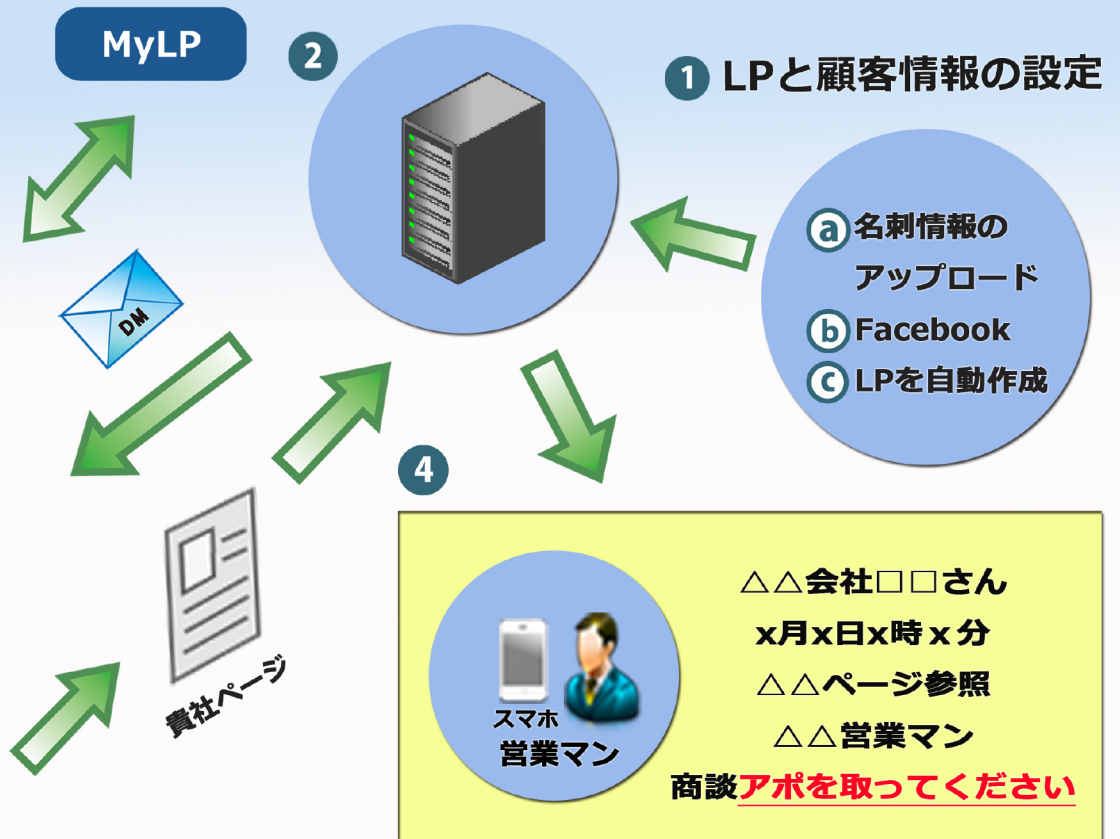 MyLP
2
1 LPと顧客情報の設定
a 名刺情報の
アップロード
b Facebook
c LPを自動作成
DM
4
貴社ページ
スマホ
営業マン
△△会社□□さん
x月x日x時ｘ分
△△ページ参照
△△営業マン
商談アポを取ってください